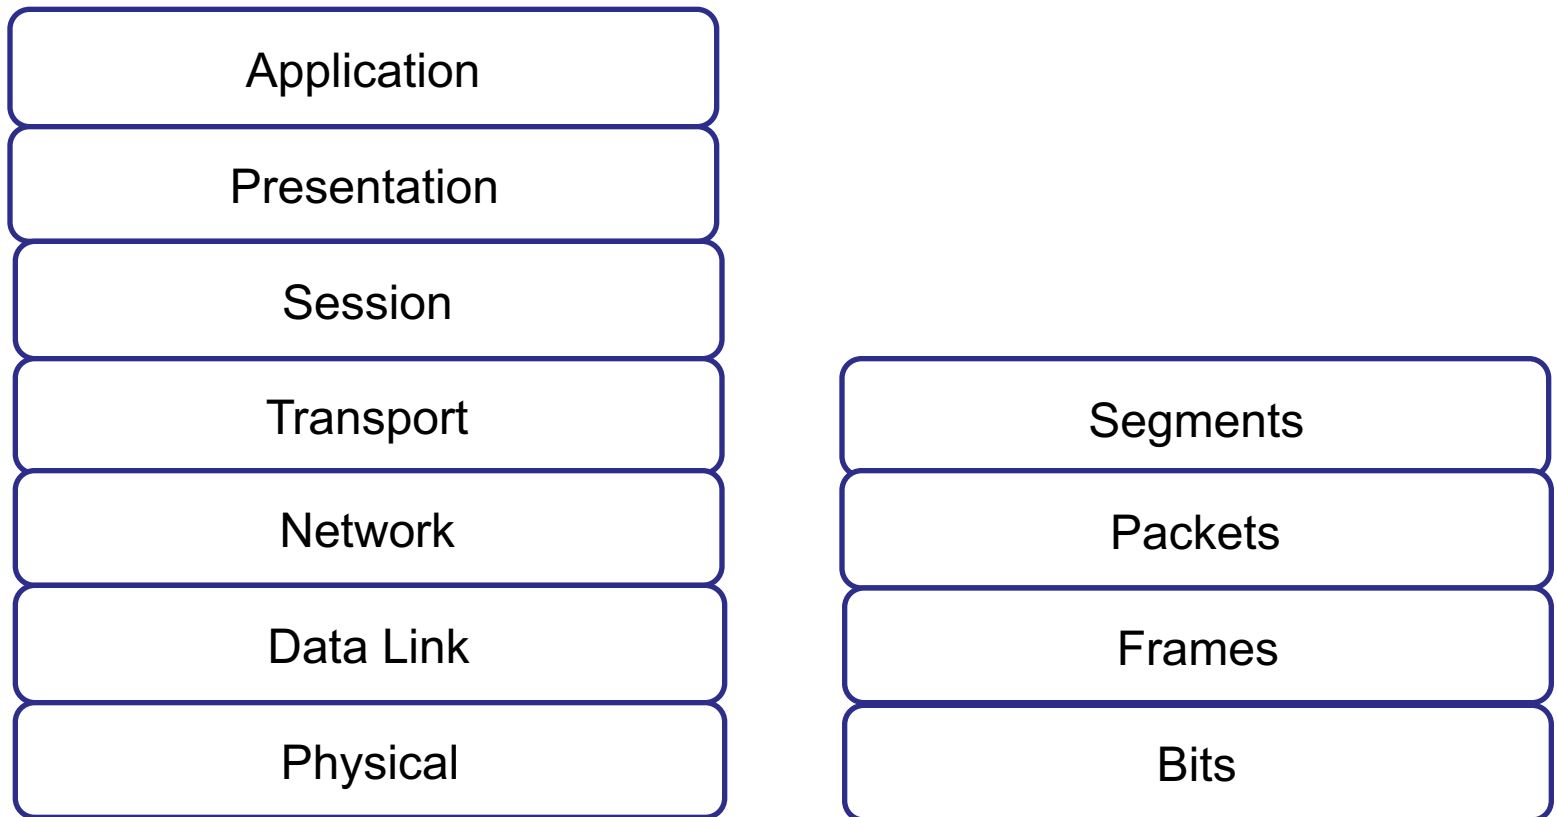 Application
Presentation
Session
Transport
Segments
Network
Packets
Data Link
Frames
Physical
Bits